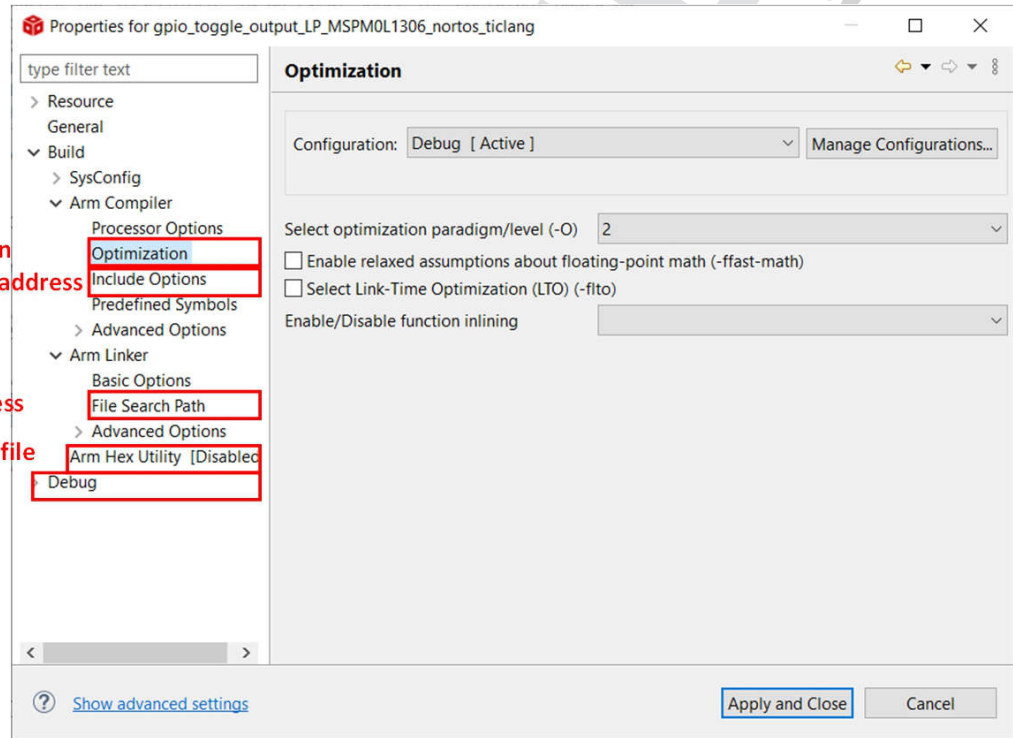 Properties for gpio_toggle_output_LP_MSPM0L1306_nortos_ticlang
type filter text
Resource
General
Build
SysConfig
Arm Compiler
Processor Options
Optimization
address Include Options
Predefined Symbols
Advanced Options
Arm Linker
Basic Options
File Search Path
Advanced Options
file Arm Hex Utility [Disabled
Debug
Optimization
Configuration: Debug [ Active ] Manage Configurations...
Select optimization paradigm/level (-O) 2
Enable relaxed assumptions about floating-point math (-ffast-math)
Select Link-Time Optimization (LTO) (-flto)
Enable/Disable function inlining
Show advanced settings
Apply and Close Cancel